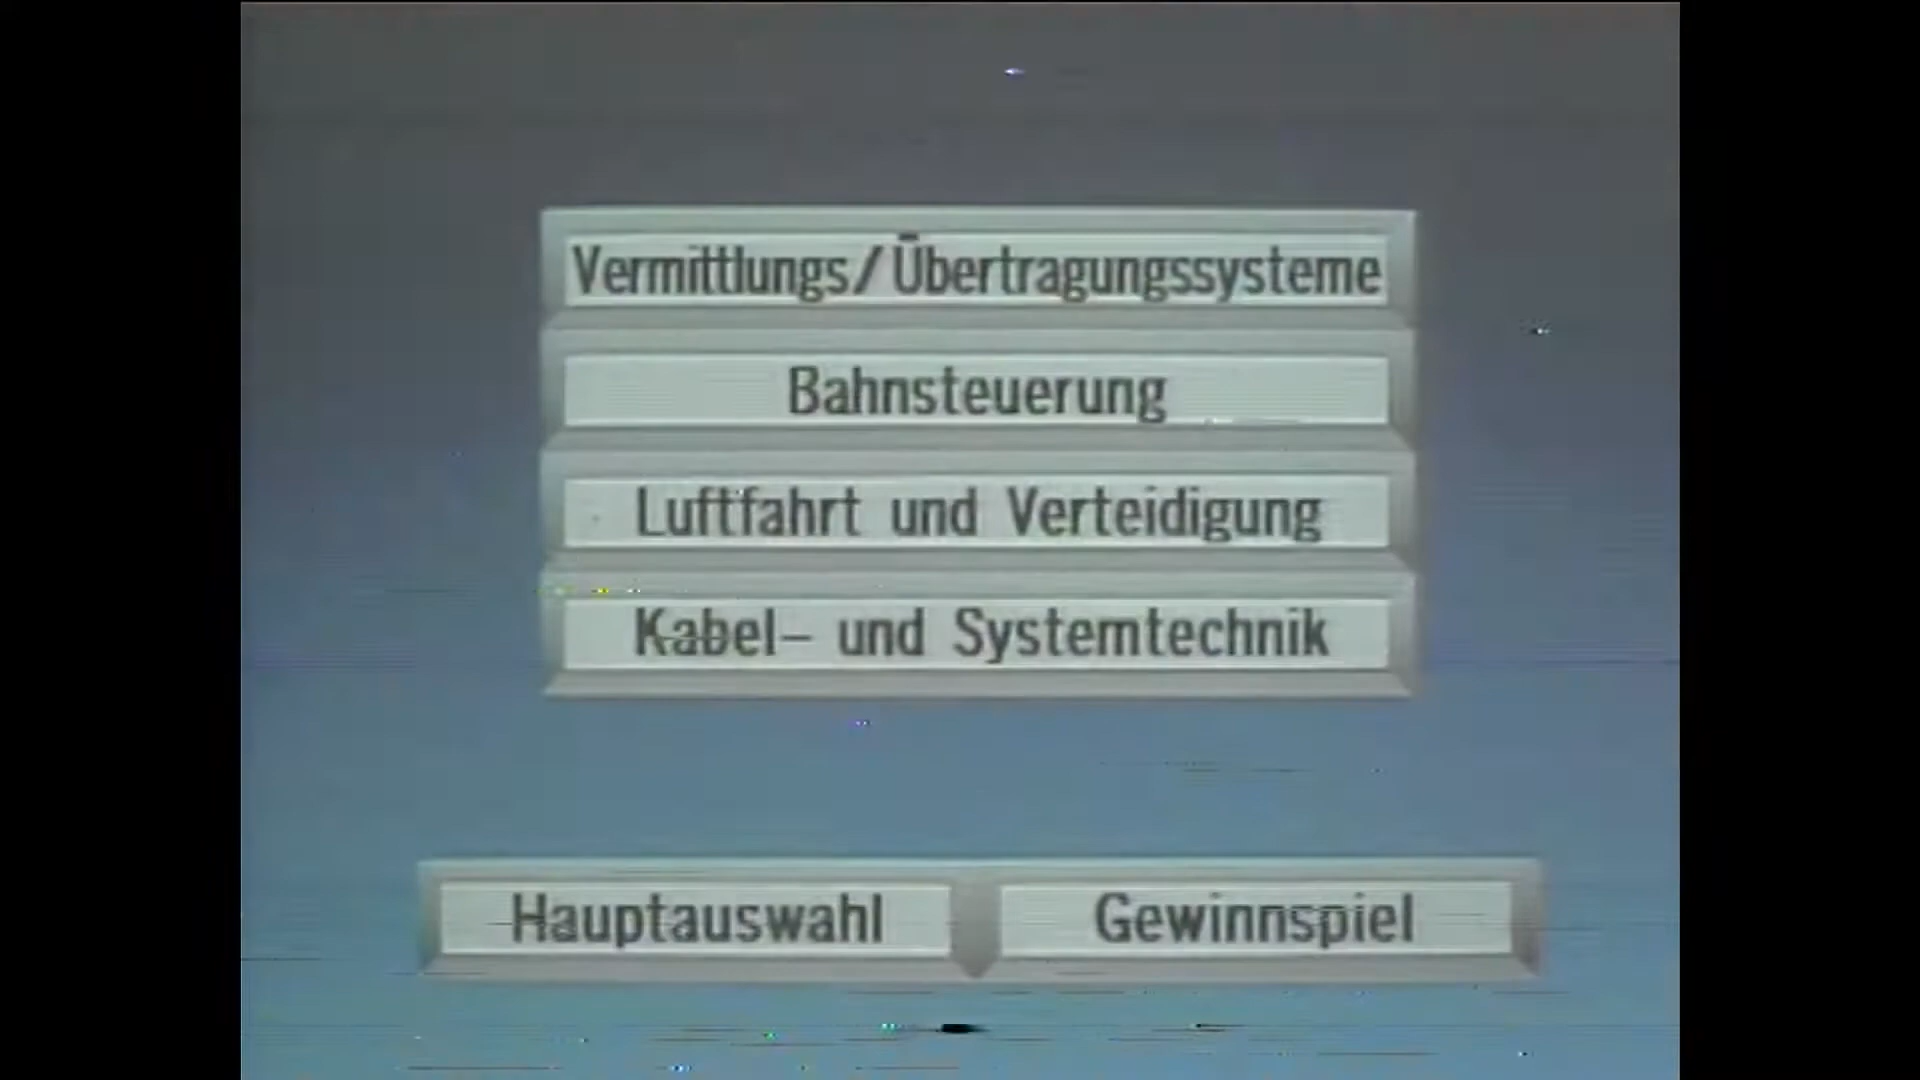 Vermittlungs/Übertragungssysteme
Bahnsteuerung
Luftfahrt und Verteidigung
Kabel- und Systemtechnik
Hauptauswahl
Gewinnspiel